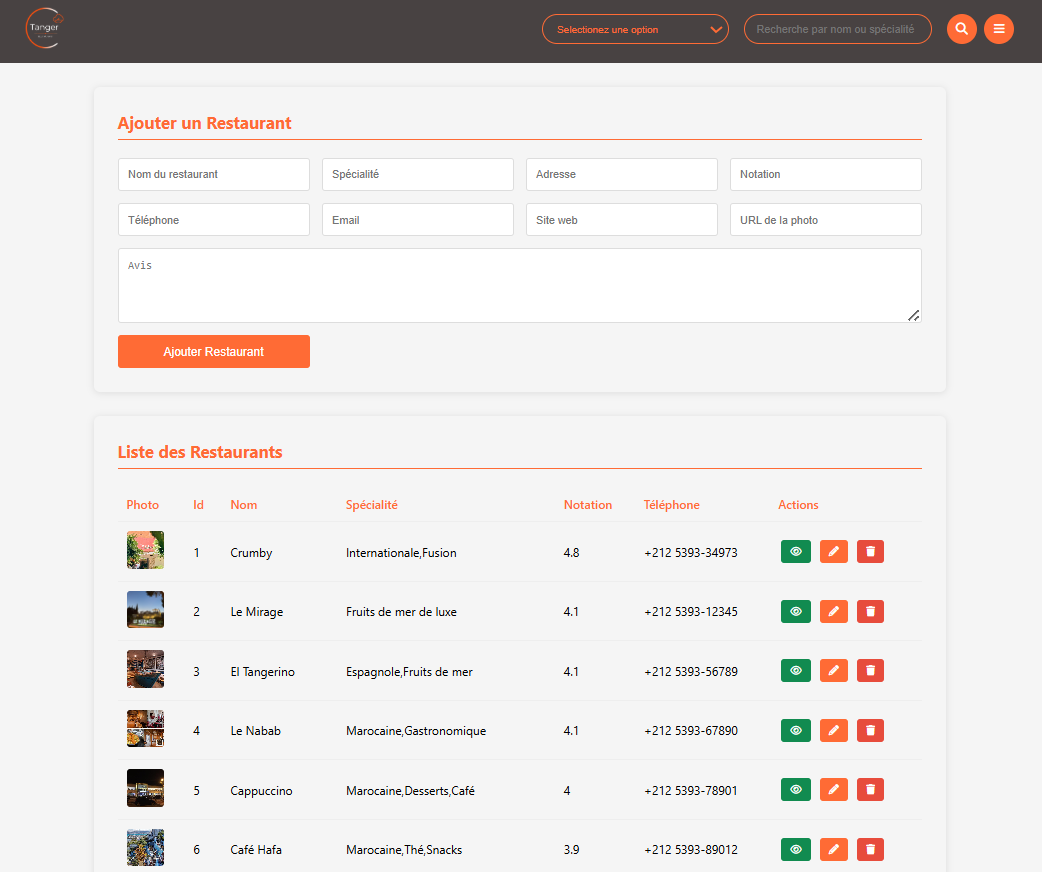 Tanger
Selectionez une option
Recherche par nom ou spécialité
Ajouter un Restaurant
Nom du restaurant Spécialité Adresse Notation
Téléphone Email Site web URL de la photo
Avis
Ajouter Restaurant
Liste des Restaurants
Photo Id Nom Spécialité Notation Téléphone Actions
1 Crumby Internationale,Fusion 4.8 +212 5393-34973
2 Le Mirage Fruits de mer de luxe 4.1 +212 5393-12345
3 El Tangerino Espagnole,Fruits de mer 4.1 +212 5393-56789
4 Le Nabab Marocaine,Gastronomique 4.1 +212 5393-67890
5 Cappuccino Marocaine,Desserts,Café 4 +212 5393-78901
6 Café Hafa Marocaine,Thé,Snacks 3.9 +212 5393-89012